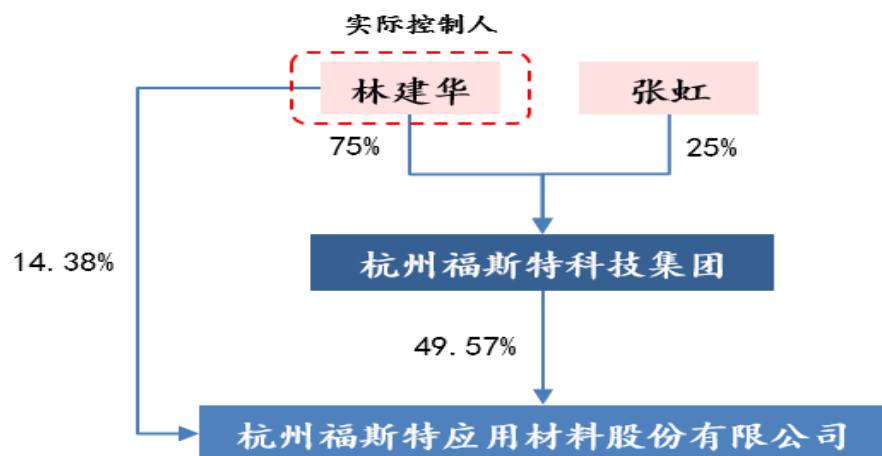 实际控制人
林建华
张虹
75%
25%
14.38%
杭州福斯特科技集团
49.57%
杭州福斯特应用材料股份有限公司